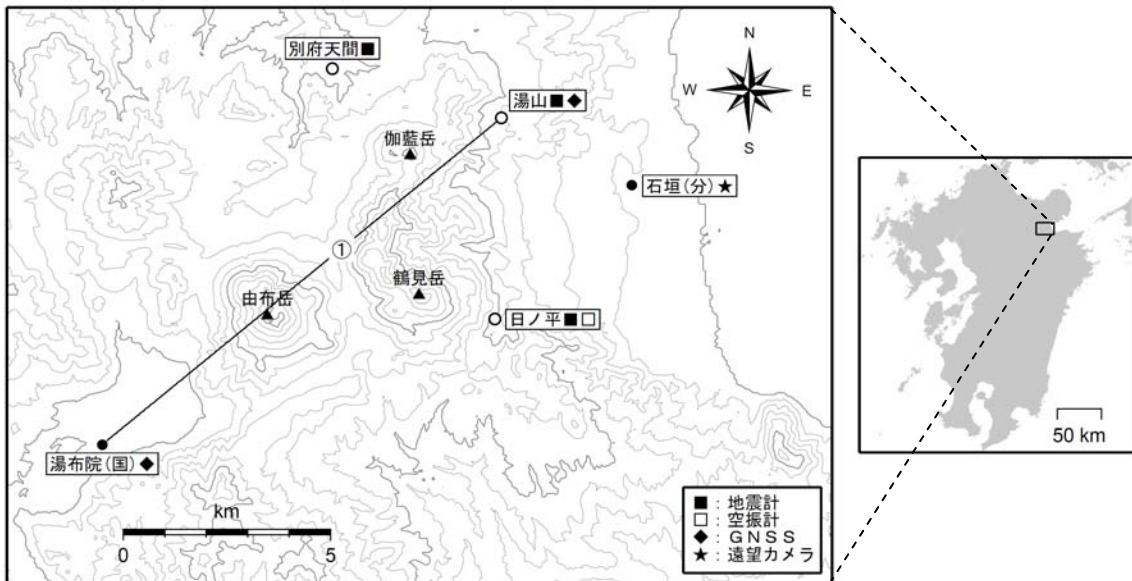 別府天間■
湯山■◆
N
W
E
S
伽藍岳
石垣(分)★
①
鶴見岳
由布岳
日ノ平■□
湯布院(国)◆
km
0
5
■：地震計
□：空振計
◆：ＧＮＳＳ
★：遠望カメラ
50 km